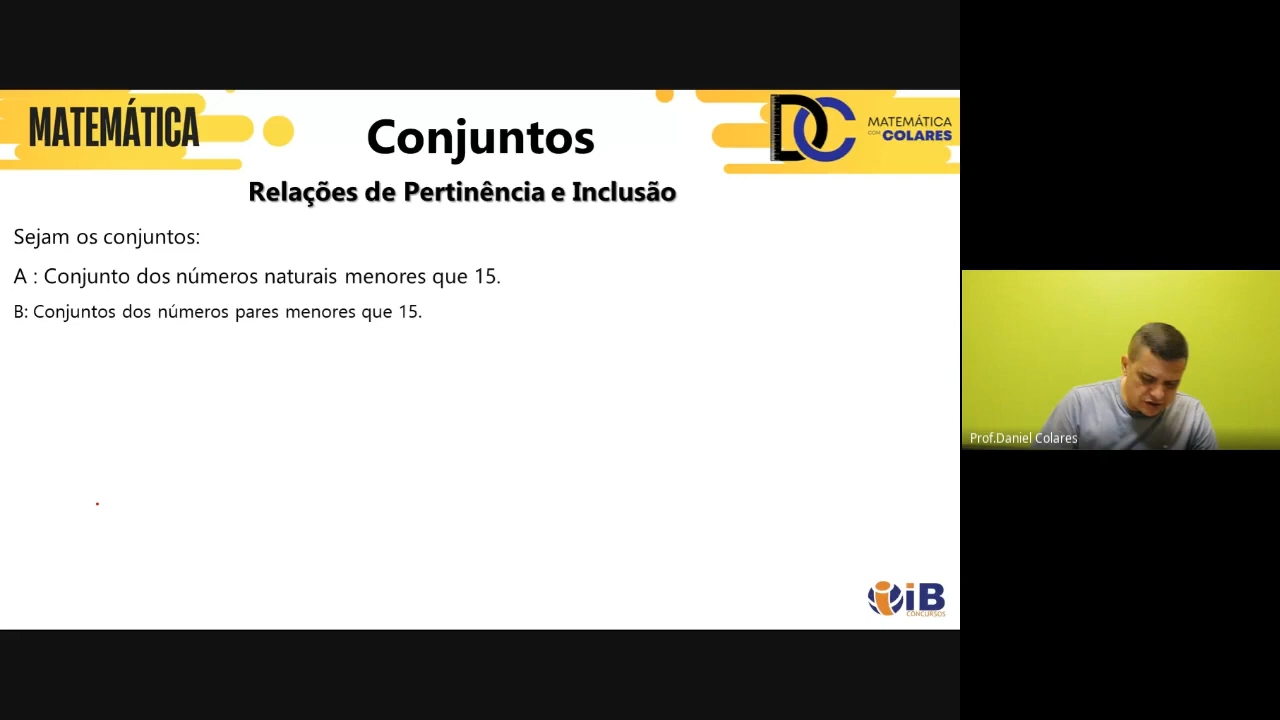 MATEMÁTICA
Conjuntos
DC
MATEMÁTICA
COM COLARES
Relações de Pertinência e Inclusão
Sejam os conjuntos:
A : Conjunto dos números naturais menores que 15.
B: Conjuntos dos números pares menores que 15.
Prof.Daniel Colares
iB
CONCURSOS